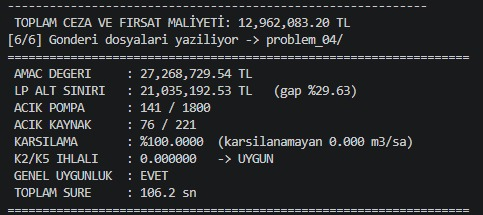 ------------------------------------------------------------
TOPLAM CEZA VE FIRSAT MALİYETİ: 12,962,083.20 TL
[6/6] Gonderi dosyalari yaziliyor -> problem_04/
==================================================================
AMAC DEGERI : 27,268,729.54 TL
LP ALT SINIRI : 21,035,192.53 TL (gap %29.63)
ACIK POMPA : 141 / 1800
ACIK KAYNAK : 76 / 221
KARSILAMA : %100.0000 (karsilanamayan 0.000 m3/sa)
K2/K5 IHLALI : 0.000000 -> UYGUN
GENEL UYGUNLUK : EVET
TOPLAM SURE : 106.2 sn
==================================================================